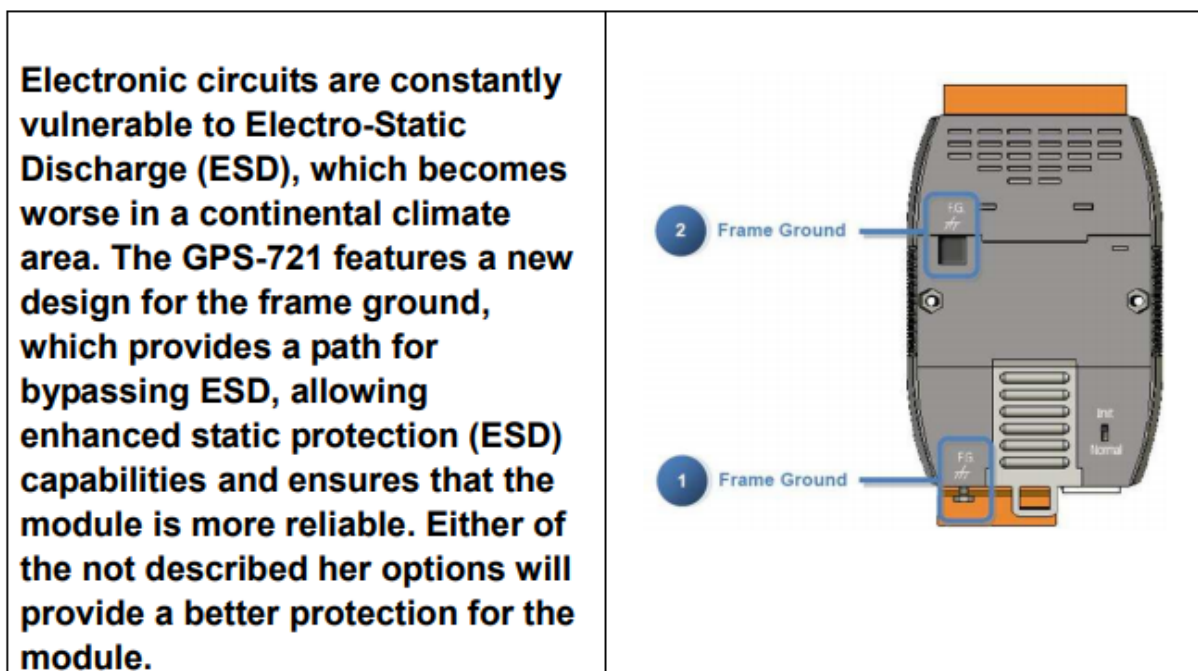 Electronic circuits are constantly
vulnerable to Electro-Static
Discharge (ESD), which becomes
worse in a continental climate
area. The GPS-721 features a new
design for the frame ground,
which provides a path for
bypassing ESD, allowing
enhanced static protection (ESD)
capabilities and ensures that the
module is more reliable. Either of
the not described her options will
provide a better protection for the
module.
F.G.
2 Frame Ground
Init
Normal
F.G.
1 Frame Ground